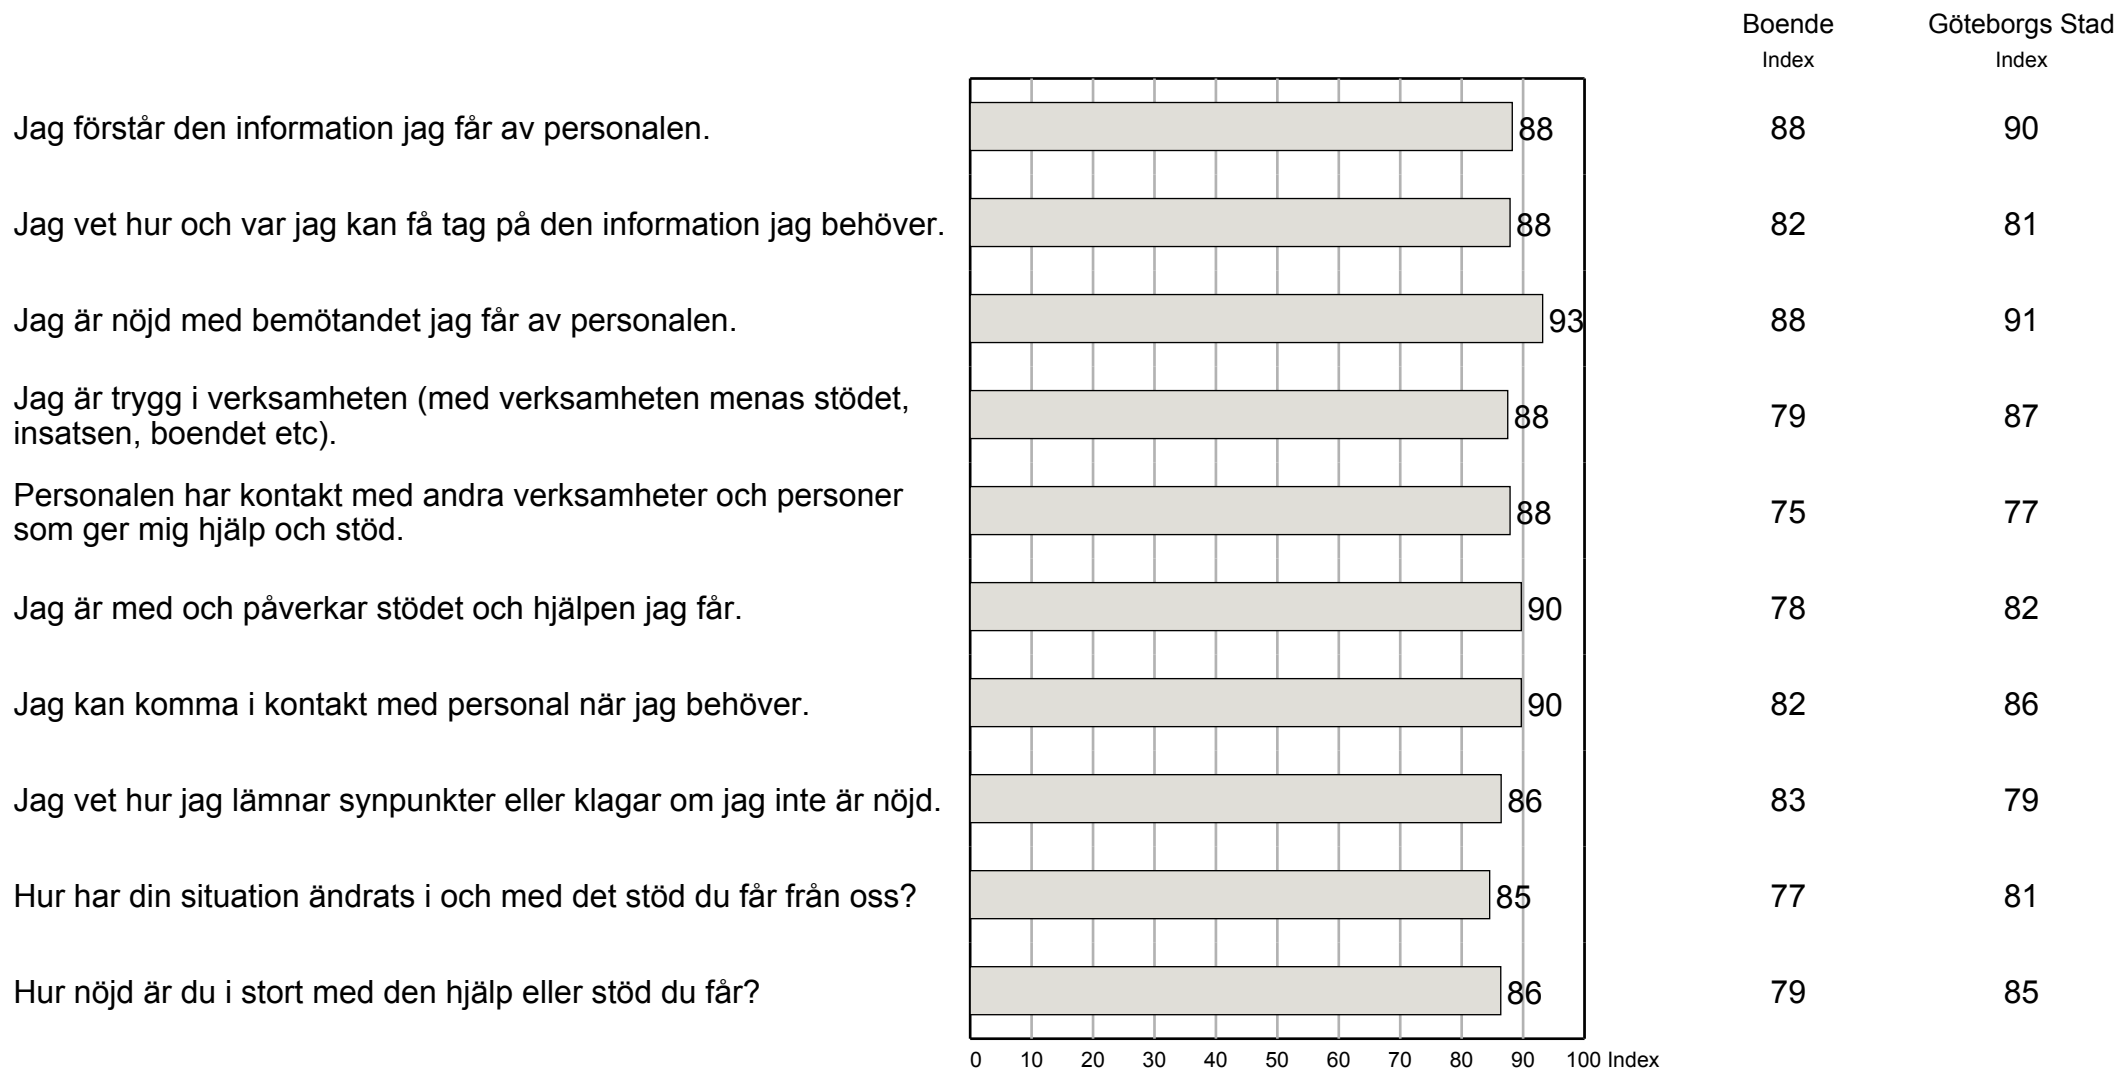 Boende Göteborgs Stad
Index Index
Jag förstår den information jag får av personalen. 88 88 90
Jag vet hur och var jag kan få tag på den information jag behöver. 88 82 81
Jag är nöjd med bemötandet jag får av personalen. 93 88 91
Jag är trygg i verksamheten (med verksamheten menas stödet,
insatsen, boendet etc). 88 79 87
Personalen har kontakt med andra verksamheter och personer
som ger mig hjälp och stöd. 88 75 77
Jag är med och påverkar stödet och hjälpen jag får. 90 78 82
Jag kan komma i kontakt med personal när jag behöver. 90 82 86
Jag vet hur jag lämnar synpunkter eller klagar om jag inte är nöjd. 86 83 79
Hur har din situation ändrats i och med det stöd du får från oss? 85 77 81
Hur nöjd är du i stort med den hjälp eller stöd du får? 86 79 85
0 10 20 30 40 50 60 70 80 90 100 Index